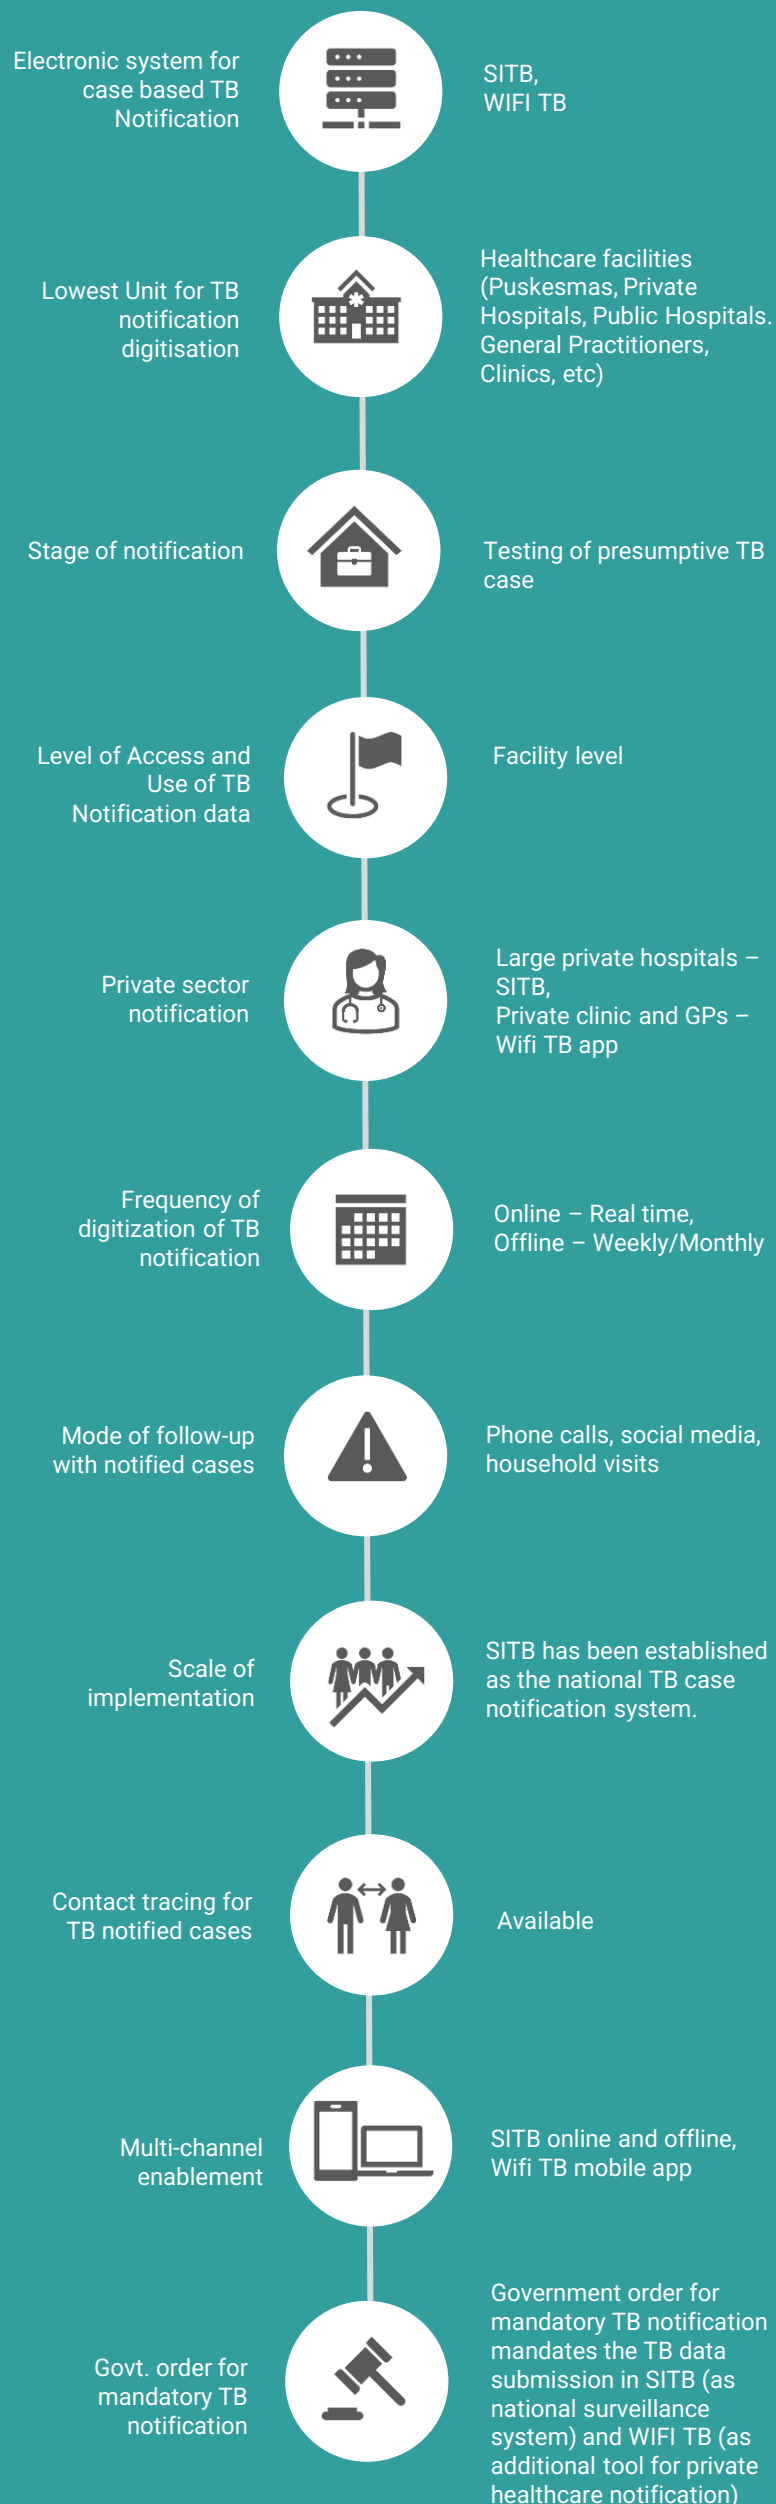 Electronic system for
case based TB
Notification
SITB,
WIFI TB
Lowest Unit for TB
notification
digitisation
Healthcare facilities
(Puskesmas, Private
Hospitals, Public Hospitals.
General Practitioners,
Clinics, etc)
Stage of notification
Testing of presumptive TB
case
Level of Access and
Use of TB
Notification data
Facility level
Private sector
notification
Large private hospitals –
SITB,
Private clinic and GPs –
Wifi TB app
Frequency of
digitization of TB
notification
Online – Real time,
Offline – Weekly/Monthly
Mode of follow-up
with notified cases
Phone calls, social media,
household visits
Scale of
implementation
SITB has been established
as the national TB case
notification system.
Contact tracing for
TB notified cases
Available
Multi-channel
enablement
SITB online and offline,
Wifi TB mobile app
Govt. order for
mandatory TB
notification
Government order for
mandatory TB notification
mandates the TB data
submission in SITB (as
national surveillance
system) and WIFI TB (as
additional tool for private
healthcare notification)